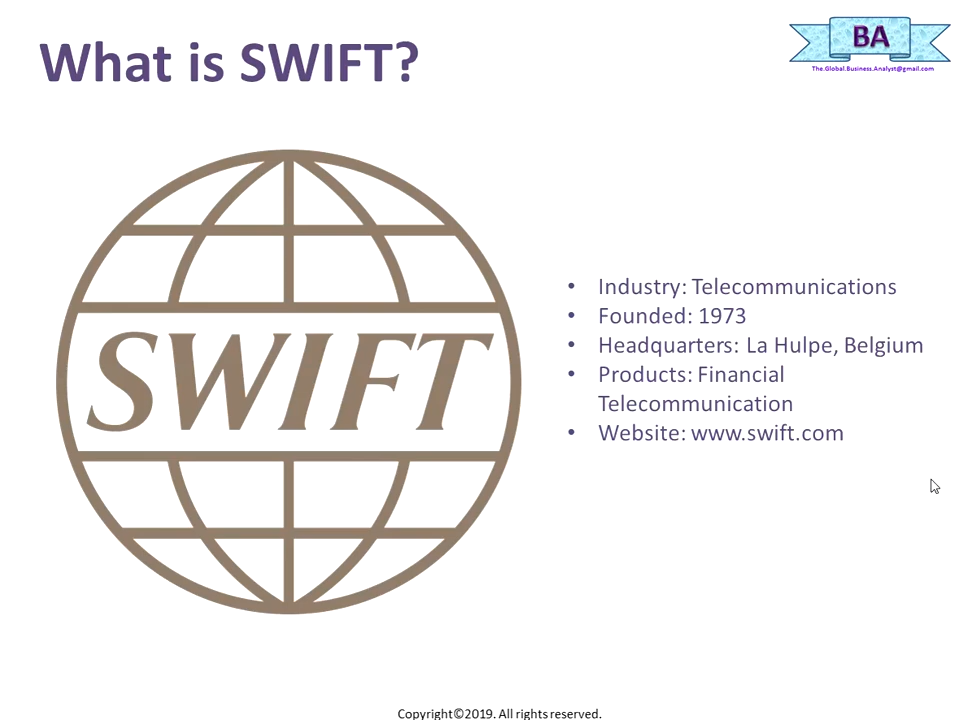 What is SWIFT?
BA
The.Global.Business.Analyst@gmail.com
SWIFT
• Industry: Telecommunications
• Founded: 1973
• Headquarters: La Hulpe, Belgium
• Products: Financial
Telecommunication
• Website: www.swift.com
Copyright©2019. All rights reserved.